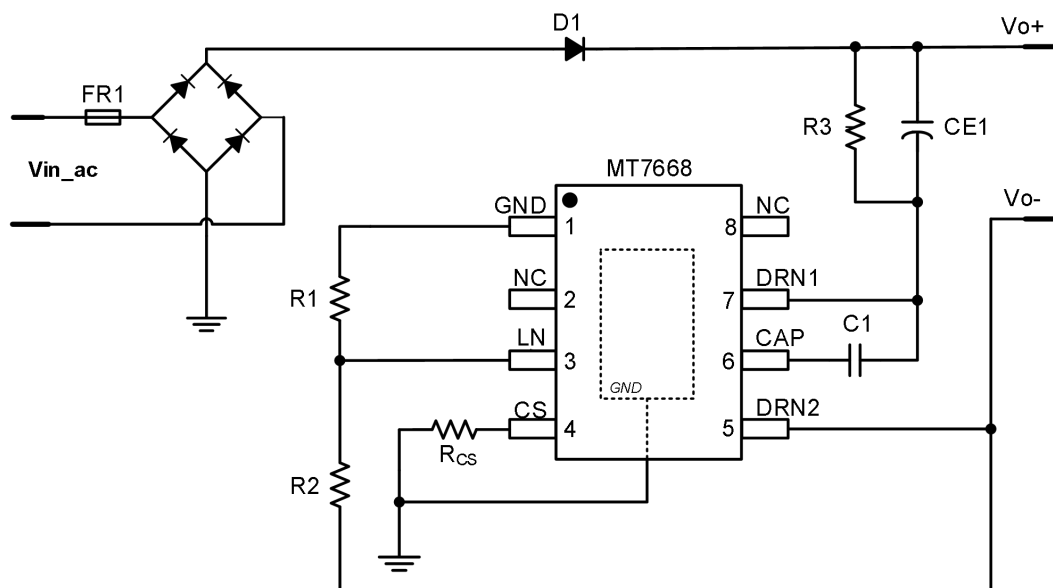 D1
Vo+
FR1
R3
CE1
Vin_ac
MT7668
Vo-
GND
NC
1
8
NC
DRN1
R1
2
7
LN
CAP
C1
3
6
GND
CS
DRN2
4
5
RCS
R2